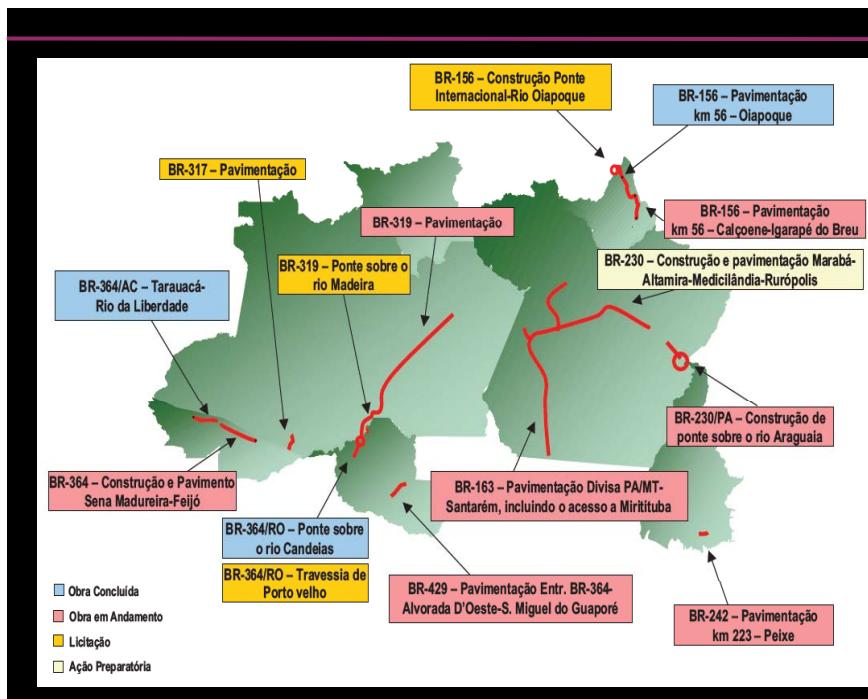 BR-156 – Construção Ponte
Internacional-Rio Oiapoque
BR-156 – Pavimentação
km 56 – Oiapoque
BR-317 – Pavimentação
BR-319 – Pavimentação
BR-156 – Pavimentação
km 56 – Calçoene-Igarapé do Breu
BR-319 – Ponte sobre o
rio Madeira
BR-230 – Construção e pavimentação Marabá-
Altamira-Medicilândia-Rurópolis
BR-364/AC – Tarauacá-
Rio da Liberdade
BR-230/PA – Construção de
ponte sobre o rio Araguaia
BR-364 – Construção e Pavimento
Sena Madureira-Feijó
BR-163 – Pavimentação Divisa PA/MT-
Santarém, incluindo o acesso a Miritituba
BR-364/RO – Ponte sobre
o rio Candeias
BR-364/RO – Travessia de
Porto velho
BR-429 – Pavimentação Entr. BR-364-
Alvorada D'Oeste-S. Miguel do Guaporé
BR-242 – Pavimentação
km 223 – Peixe
Obra Concluída
Obra em Andamento
Licitação
Ação Preparatória